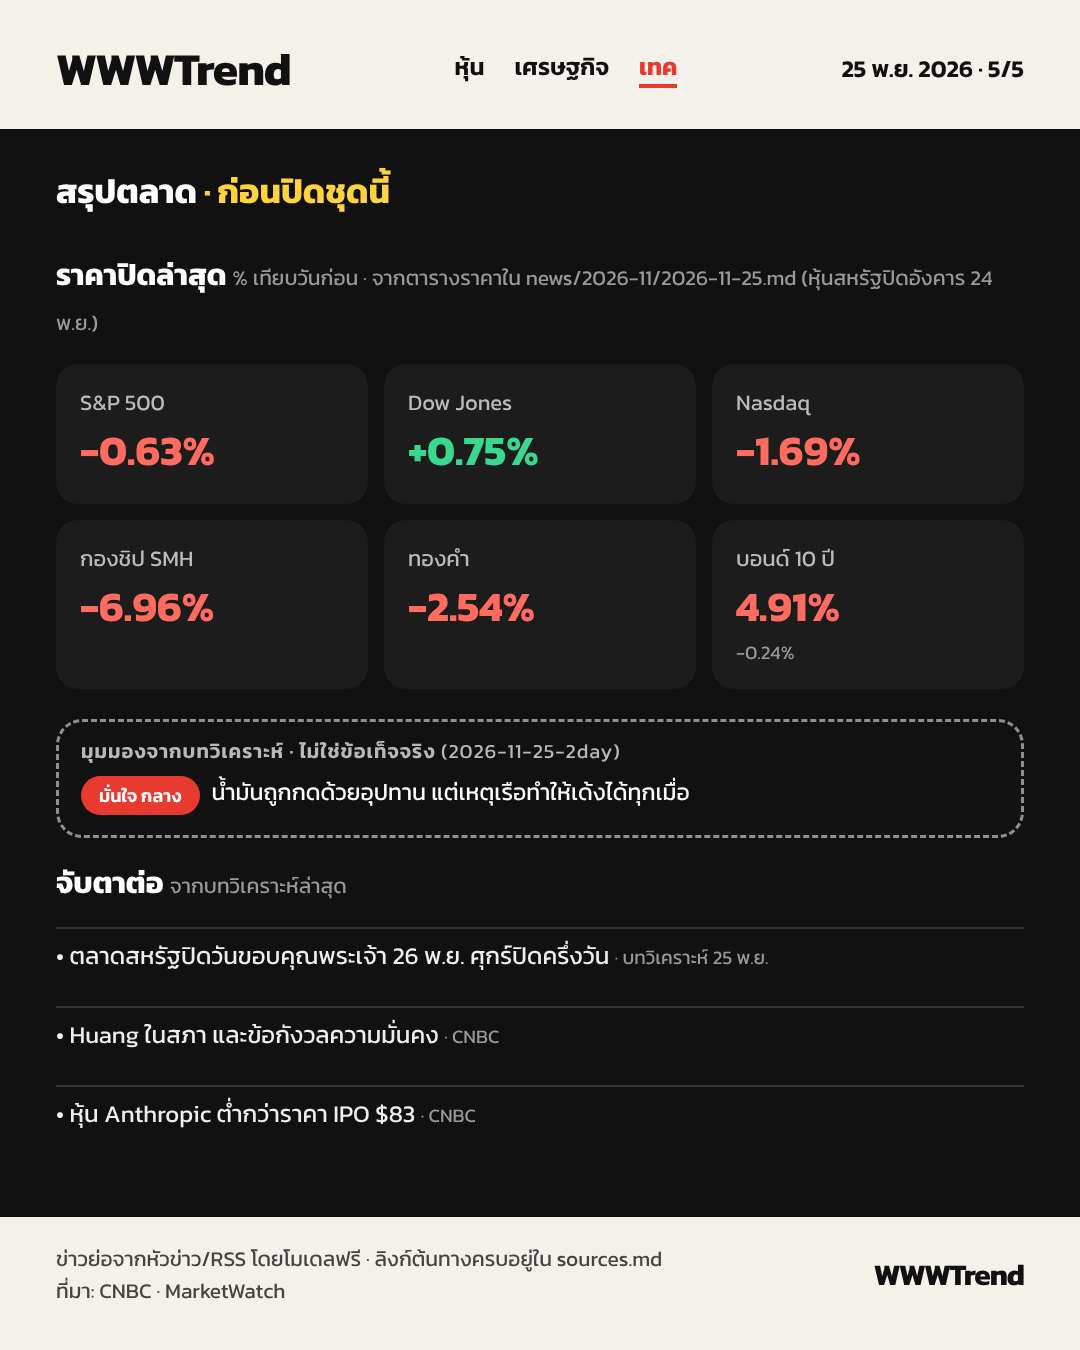 WWWTrend
หุ้น เศรษฐกิจ เทค
25 พ.ย. 2026 · 5/5
สรุปตลาด · ก่อนปิดชุดนี้
ราคาปิดล่าสุด % เทียบวันก่อน · จากตารางราคาใน news/2026-11/2026-11-25.md (หุ้นสหรัฐปิดอังคาร 24
พ.ย.)
S&P 500
-0.63%
Dow Jones
+0.75%
Nasdaq
-1.69%
กองชิป SMH
-6.96%
ทองคำ
-2.54%
บอนด์ 10 ปี
4.91%
-0.24%
มุมมองจากบทวิเคราะห์ · ไม่ใช่ข้อเท็จจริง (2026-11-25-2day)
มั่นใจ กลาง น้ำมันถูกกดด้วยอุปทาน แต่เหตุเรือทำให้เด้งได้ทุกเมื่อ
จับตาต่อ จากบทวิเคราะห์ล่าสุด
• ตลาดสหรัฐปิดวันขอบคุณพระเจ้า 26 พ.ย. ศุกร์ปิดครึ่งวัน · บทวิเคราะห์ 25 พ.ย.
• Huang ในสภา และข้อกังวลความมั่นคง · CNBC
• หุ้น Anthropic ต่ำกว่าราคา IPO $83 · CNBC
ข่าวย่อจากหัวข่าว/RSS โดยโมเดลฟรี · ลิงก์ต้นทางครบอยู่ใน sources.md
ที่มา: CNBC · MarketWatch
WWWTrend